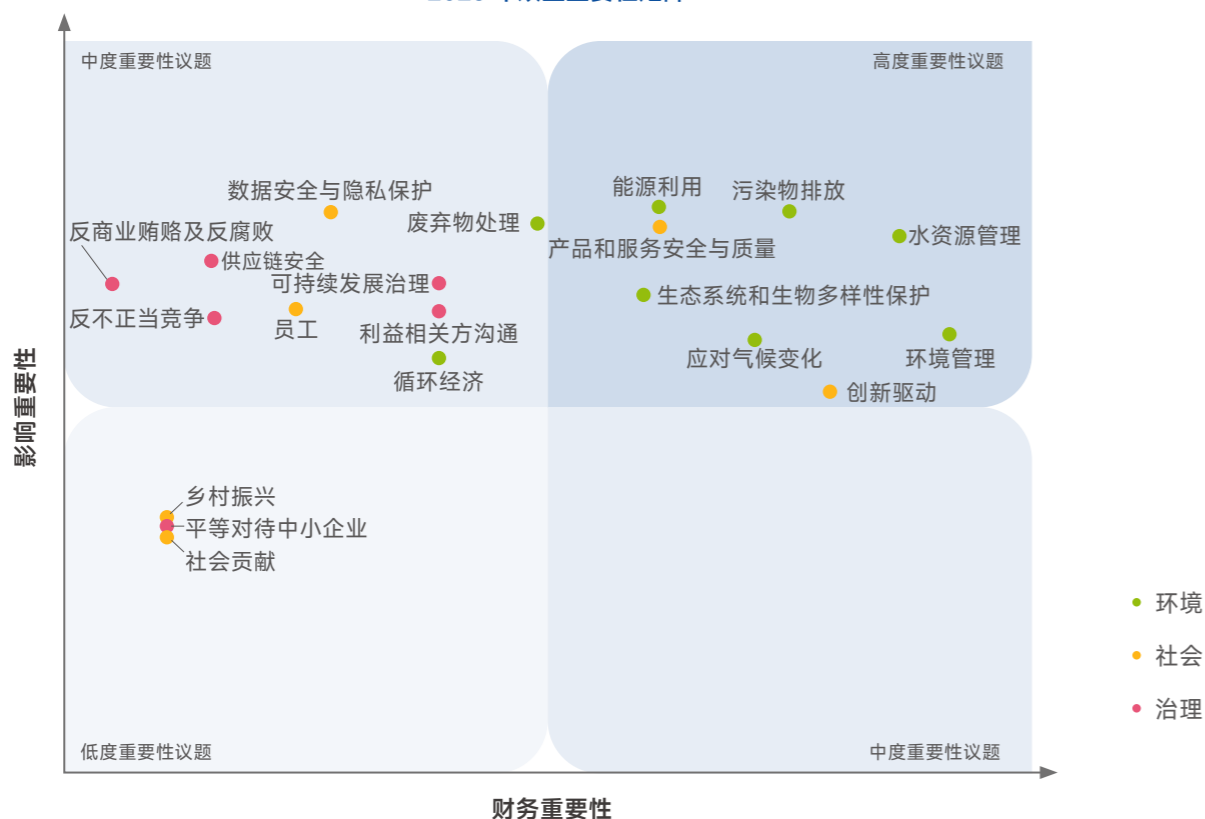 中度重要性议题
高度重要性议题
数据安全与隐私保护
能源利用
污染物排放
废弃物处理
反商业贿赂及反腐败
水资源管理
产品和服务安全与质量
供应链安全
可持续发展治理
生态系统和生物多样性保护
反不正当竞争
员工
利益相关方沟通
应对气候变化
环境管理
循环经济
创新驱动
影响重要性
乡村振兴
平等对待中小企业
社会贡献
环境
社会
治理
低度重要性议题
中度重要性议题
财务重要性